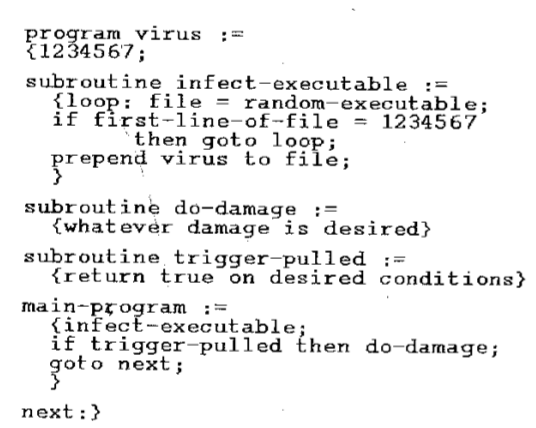 program virus :=
{1234567;
subroutine infect-executable :=
{loop: file = random-executable;
if first-line-of-file = 1234567
then goto loop;
prepend virus to file;
}
subroutine do-damage :=
{whatever damage is desired}
subroutine trigger-pulled :=
{return true on desired conditions}
main-program :=
{infect-executable;
if trigger-pulled then do-damage;
goto next;
}
next:}